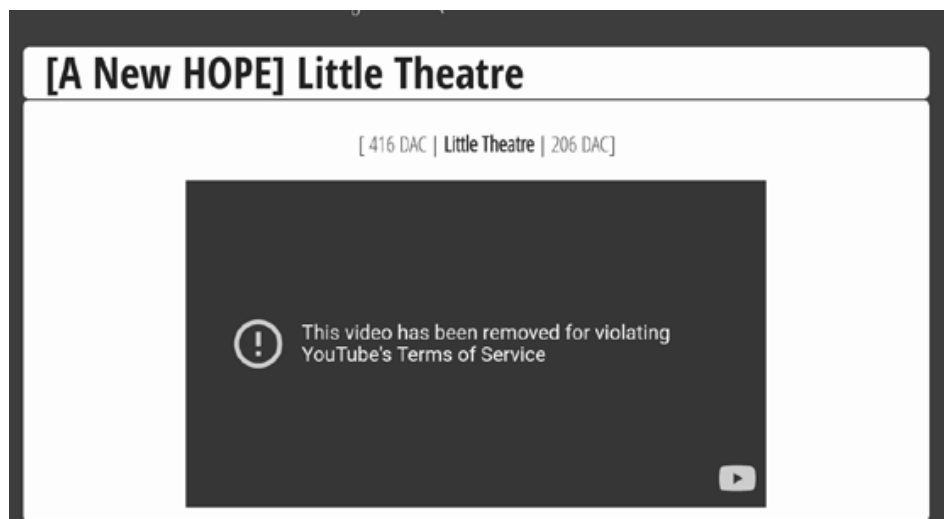 [A New HOPE] Little Theatre
[ 416 DAC | Little Theatre | 206 DAC]
This video has been removed for violating
YouTube's Terms of Service